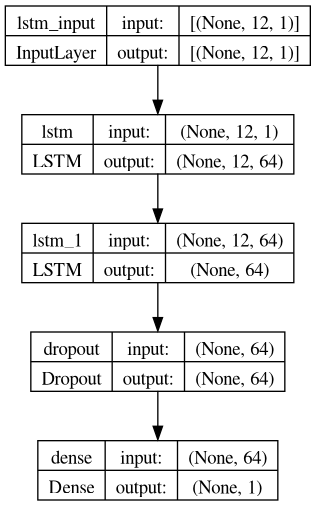 lstm_input input: [(None, 12, 1)]
InputLayer output: [(None, 12, 1)]
lstm input: (None, 12, 1)
LSTM output: (None, 12, 64)
lstm_1 input: (None, 12, 64)
LSTM output: (None, 64)
dropout input: (None, 64)
Dropout output: (None, 64)
dense input: (None, 64)
Dense output: (None, 1)